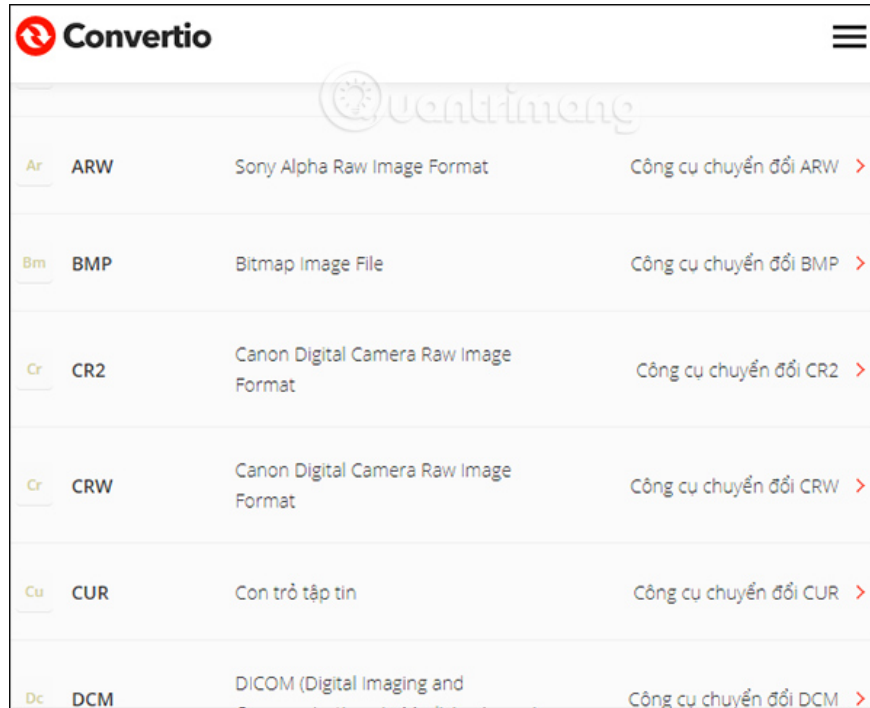 Convertio
Quantrimang
Ar ARW Sony Alpha Raw Image Format Công cụ chuyển đổi ARW
Bm BMP Bitmap Image File Công cụ chuyển đổi BMP
Cr CR2 Canon Digital Camera Raw Image Format Công cụ chuyển đổi CR2
Cr CRW Canon Digital Camera Raw Image Format Công cụ chuyển đổi CRW
Cu CUR Con trỏ tập tin Công cụ chuyển đổi CUR
Dc DCM DICOM (Digital Imaging and Công cụ chuyển đổi DCM